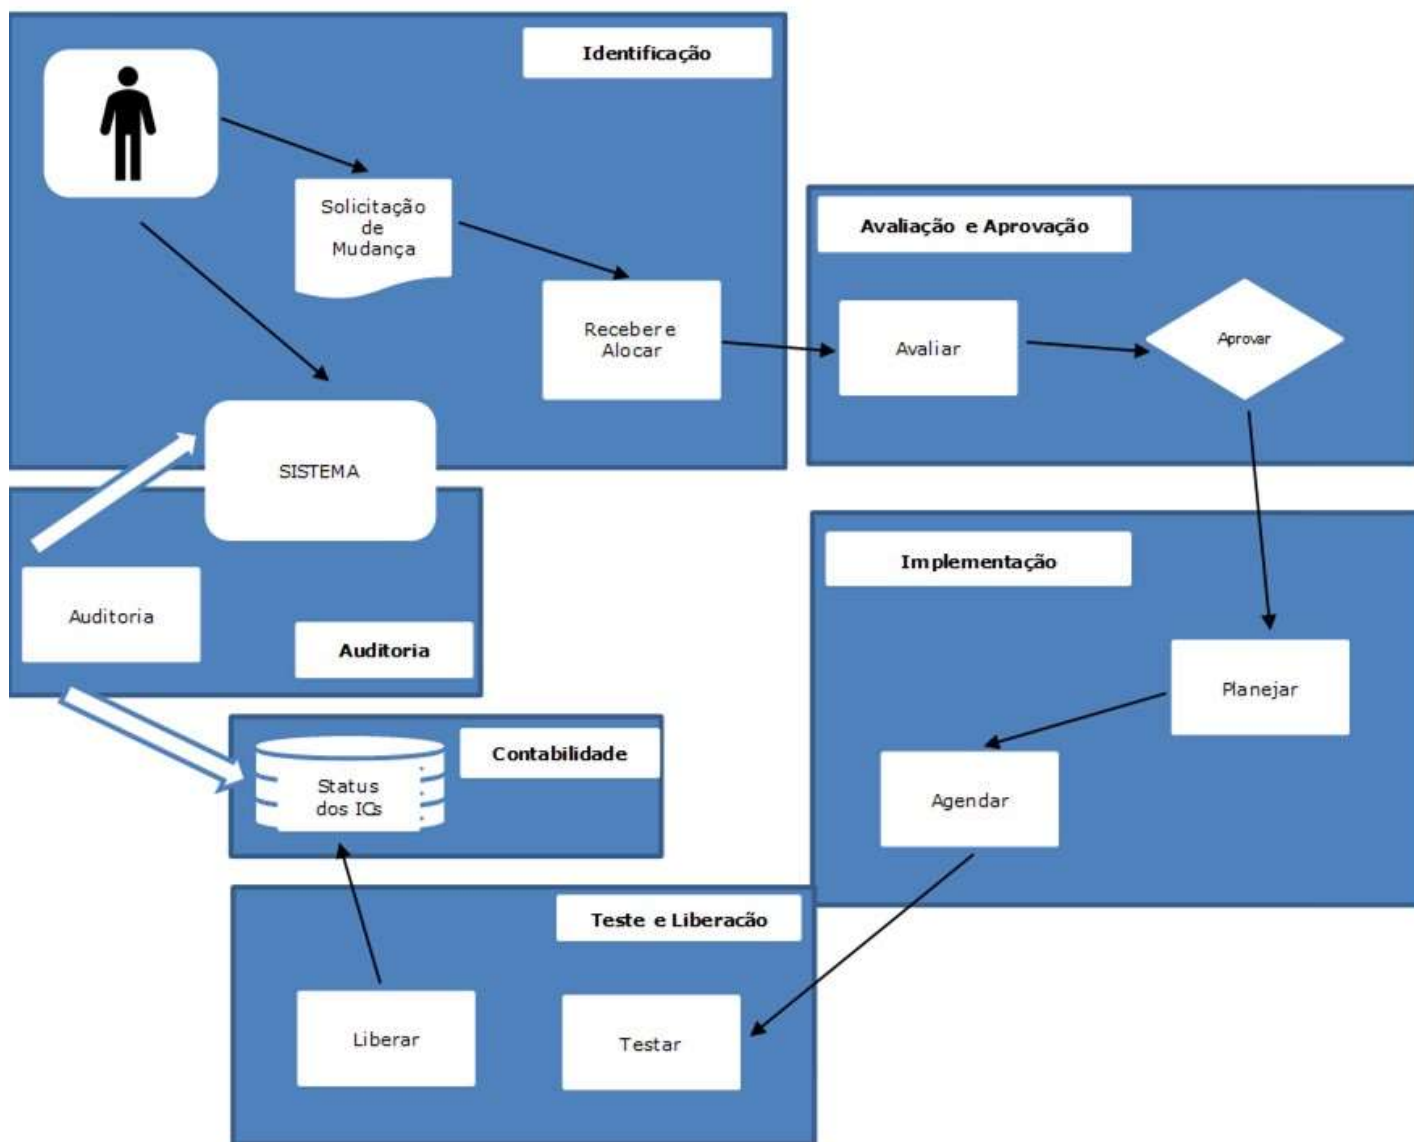 Identificação
Solicitação
de
Mudança
Receber e
Alocar
Avaliação e Aprovação
Avaliar
Aprovar
SISTEMA
Auditoria
Auditoria
Implementação
Planejar
Agendar
Contabilidade
Status
dos ICs
Teste e Liberacão
Liberar
Testar